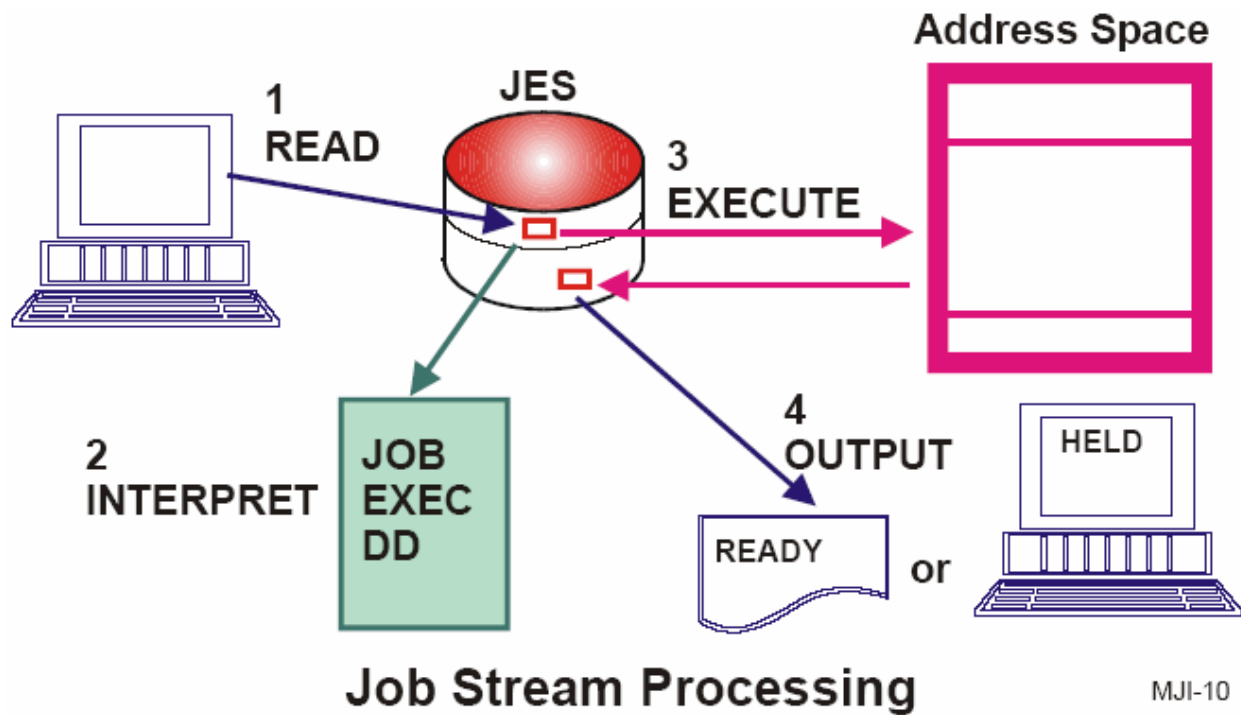 Address Space
JES
1
READ
3
EXECUTE
2
INTERPRET
JOB
EXEC
DD
4
OUTPUT
READY
or
HELD
Job Stream Processing
MJI-10